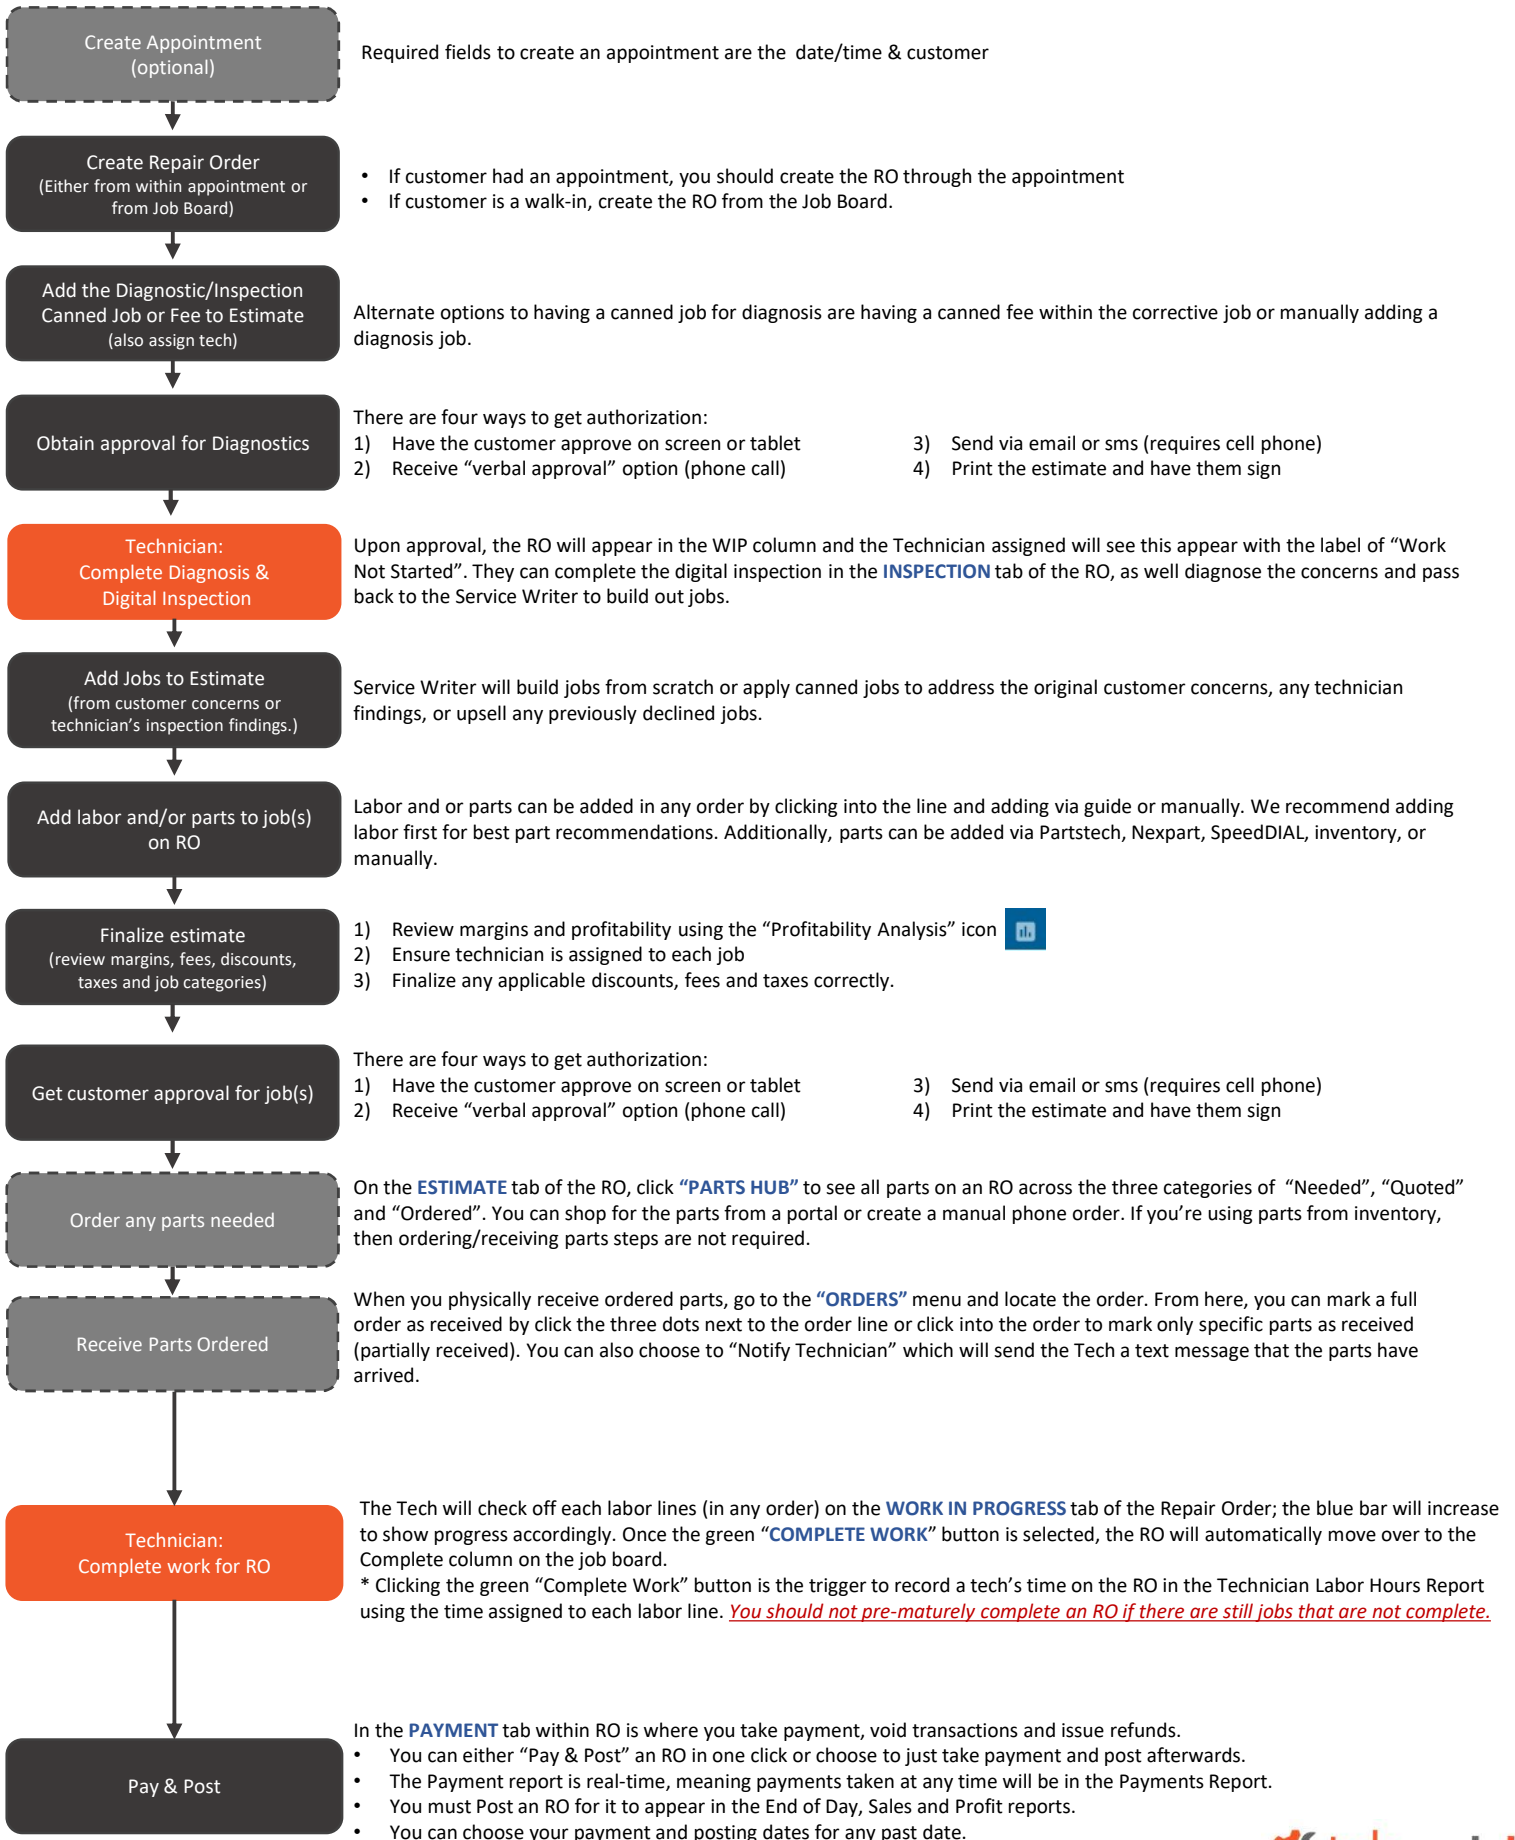 Create Appointment
(optional)
Required fields to create an appointment are the  date/time & customer
Create Repair Order
(Either from within appointment or
from Job Board)
• If customer had an appointment, you should create the RO through the appointment
• If customer is a walk-in, create the RO from the Job Board.
Add the Diagnostic/Inspection
Canned Job or Fee to Estimate
(also assign tech)
Alternate options to having a canned job for diagnosis are having a canned fee within the corrective job or manually adding a
diagnosis job.
Obtain approval for Diagnostics
There are four ways to get authorization:
1) Have the customer approve on screen or tablet
2) Receive “verbal approval” option (phone call)
3) Send via email or sms (requires cell phone)
4) Print the estimate and have them sign
Technician:
Complete Diagnosis &
Digital Inspection
Upon approval, the RO will appear in the WIP column and the Technician assigned will see this appear with the label of “Work
Not Started”. They can complete the digital inspection in the INSPECTION tab of the RO, as well diagnose the concerns and pass
back to the Service Writer to build out jobs.
Add Jobs to Estimate
(from customer concerns or
technician’s inspection findings.)
Service Writer will build jobs from scratch or apply canned jobs to address the original customer concerns, any technician
findings, or upsell any previously declined jobs.
Add labor and/or parts to job(s)
on RO
Labor and or parts can be added in any order by clicking into the line and adding via guide or manually. We recommend adding
labor first for best part recommendations. Additionally, parts can be added via Partstech, Nexpart, SpeedDIAL, inventory, or
manually.
Finalize estimate
(review margins, fees, discounts,
taxes and job categories)
1) Review margins and profitability using the “Profitability Analysis” icon
2) Ensure technician is assigned to each job
3) Finalize any applicable discounts, fees and taxes correctly.
Get customer approval for job(s)
There are four ways to get authorization:
1) Have the customer approve on screen or tablet
2) Receive “verbal approval” option (phone call)
3) Send via email or sms (requires cell phone)
4) Print the estimate and have them sign
Order any parts needed
On the ESTIMATE tab of the RO, click “PARTS HUB” to see all parts on an RO across the three categories of  “Needed”, “Quoted”
and “Ordered”. You can shop for the parts from a portal or create a manual phone order. If you’re using parts from inventory,
then ordering/receiving parts steps are not required.
Receive Parts Ordered
When you physically receive ordered parts, go to the “ORDERS” menu and locate the order. From here, you can mark a full
order as received by click the three dots next to the order line or click into the order to mark only specific parts as received
(partially received). You can also choose to “Notify Technician” which will send the Tech a text message that the parts have
arrived.
Technician:
Complete work for RO
The Tech will check off each labor lines (in any order) on the WORK IN PROGRESS tab of the Repair Order; the blue bar will increase
to show progress accordingly. Once the green “COMPLETE WORK” button is selected, the RO will automatically move over to the
Complete column on the job board.
* Clicking the green “Complete Work” button is the trigger to record a tech’s time on the RO in the Technician Labor Hours Report
using the time assigned to each labor line. You should not pre-maturely complete an RO if there are still jobs that are not complete.
Pay & Post
In the PAYMENT tab within RO is where you take payment, void transactions and issue refunds.
• You can either “Pay & Post” an RO in one click or choose to just take payment and post afterwards.
• The Payment report is real-time, meaning payments taken at any time will be in the Payments Report.
• You must Post an RO for it to appear in the End of Day, Sales and Profit reports.
• You can choose your payment and posting dates for any past date.